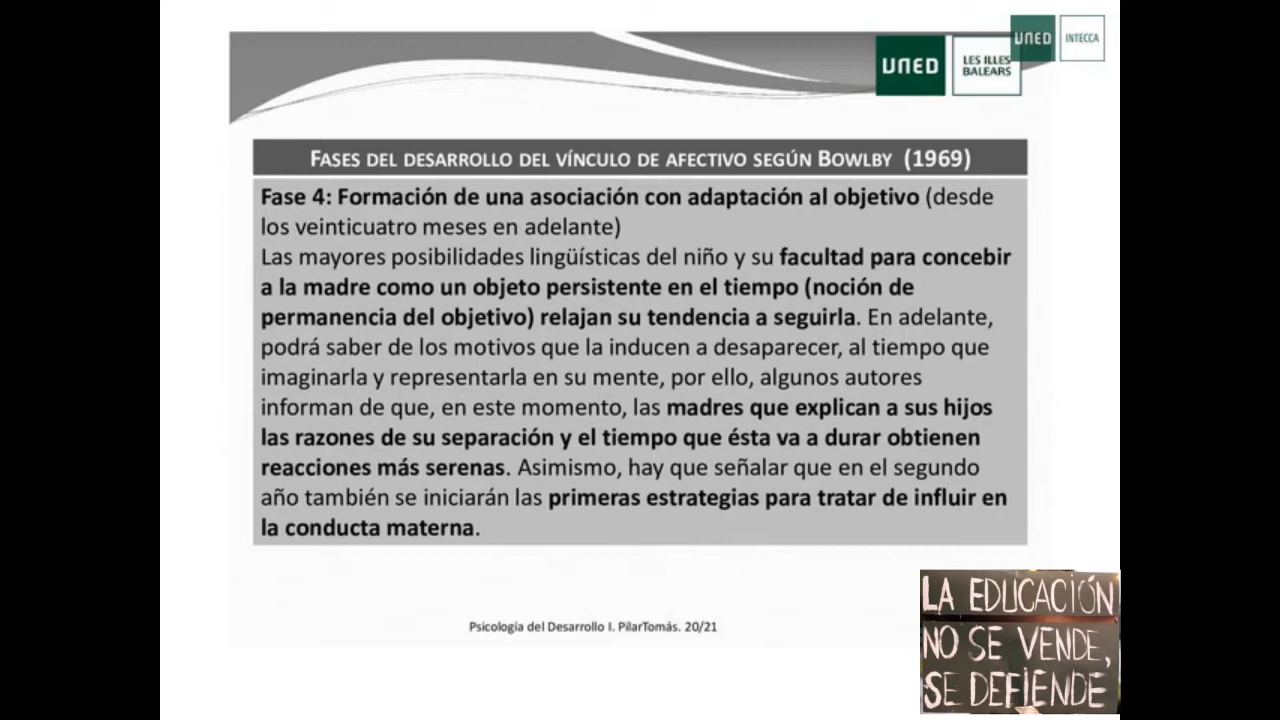 UNED
INTECCA
UNED
LES ILLES
BALEARS
FASES DEL DESARROLLO DEL VÍNCULO DE AFECTIVO SEGÚN BOWLBY (1969)
Fase 4: Formación de una asociación con adaptación al objetivo (desde
los veinticuatro meses en adelante)
Las mayores posibilidades lingüísticas del niño y su facultad para concebir
a la madre como un objeto persistente en el tiempo (noción de
permanencia del objetivo) relajan su tendencia a seguirla. En adelante,
podrá saber de los motivos que la inducen a desaparecer, al tiempo que
imaginarla y representarla en su mente, por ello, algunos autores
informan de que, en este momento, las madres que explican a sus hijos
las razones de su separación y el tiempo que ésta va a durar obtienen
reacciones más serenas. Asimismo, hay que señalar que en el segundo
año también se iniciarán las primeras estrategias para tratar de influir en
la conducta materna.
Psicología del Desarrollo I. PilarTomás. 20/21
LA EDUCACIÓN
NO SE VENDE,
SE DEFIENDE